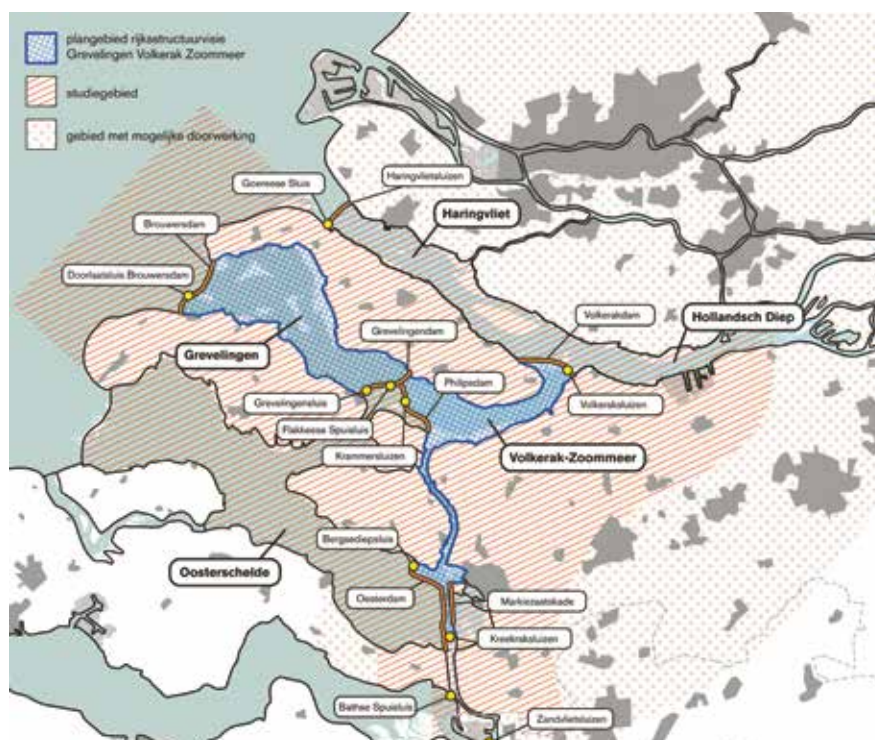 plangebied rijksstructuurvisie
Grevelingen Volkerak Zoommeer
studiegebied
gebied met mogelijke doorwerking
Goereese Sluis
Haringvlietsluizen
Haringvliet
Brouwersdam
Doorlaatsluis Brouwersdam
Volkerakdam
Hollandsch Diep
Grevelingendam
Grevelingen
Philipsdam
Grevelingensluis
Volkeraksluizen
Flakkeese Spuisluis
Krammersluizen
Volkerak-Zoommeer
Bergsediepsluis
Oosterschelde
Oesterdam
Markiezaatskade
Kreekraksluizen
Bathse Spuisluis
Zandvlietsluizen